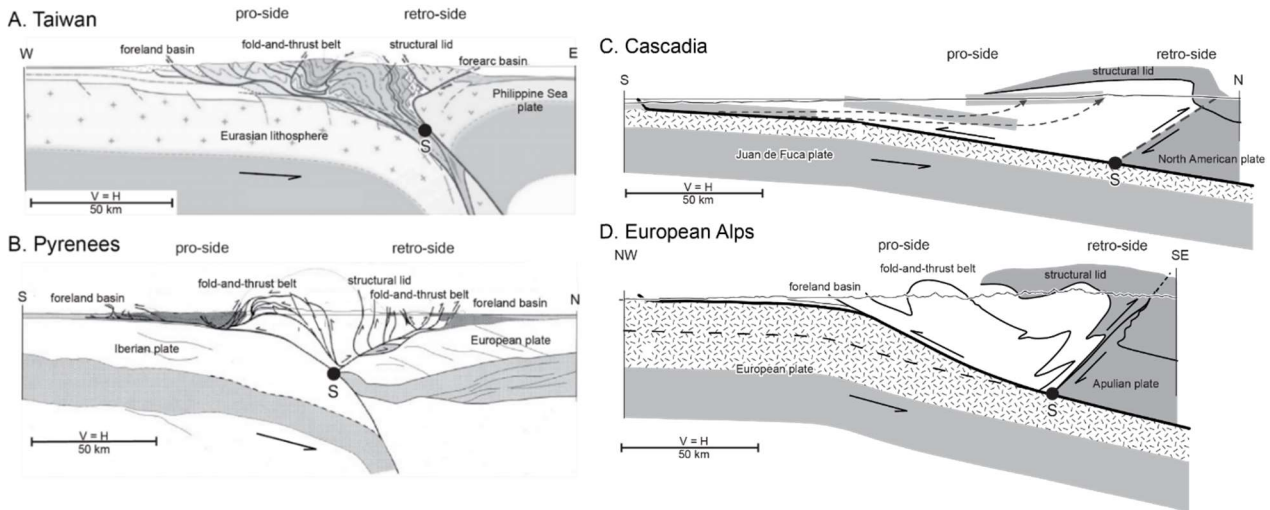 A. Taiwan
pro-side
retro-side
W
foreland basin
fold-and-thrust belt
structural lid
forearc basin
E
Philippine Sea
plate
Eurasian lithosphere
S
V = H
50 km
B. Pyrenees
pro-side
retro-side
S
foreland basin
fold-and-thrust belt
structural lid
fold-and-thrust belt
foreland basin
N
Iberian plate
European plate
S
V = H
50 km
C. Cascadia
pro-side
retro-side
S
structural lid
N
Juan de Fuca plate
North American plate
S
V = H
50 km
D. European Alps
pro-side
retro-side
NW
fold-and-thrust belt
structural lid
SE
foreland basin
European plate
Apulian plate
S
V = H
50 km